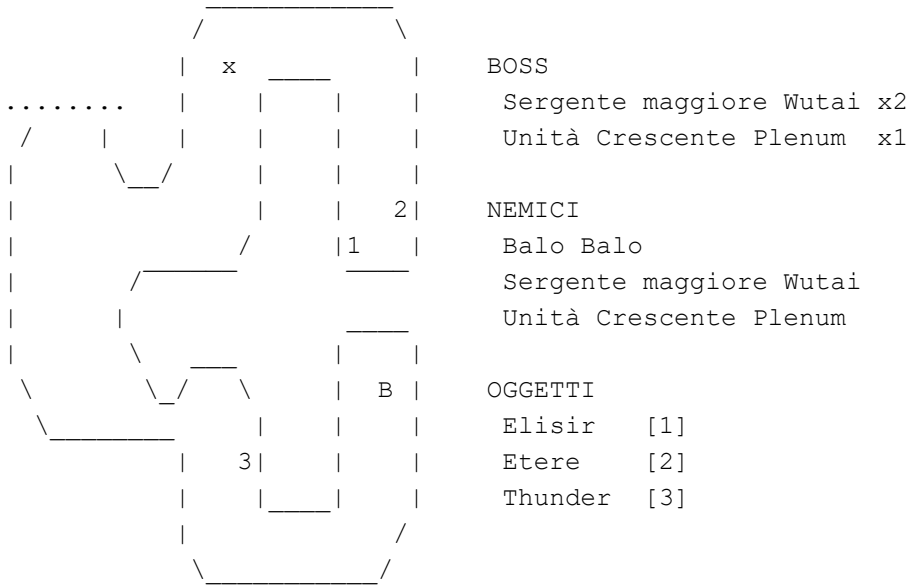 x BOSS
Sergente maggiore Wutai x2
Unità Crescente Plenum x1
2 NEMICI
1 Balo Balo
Sergente maggiore Wutai
Unità Crescente Plenum
B OGGETTI
Elisir [1]
3 Etere [2]
Thunder [3]